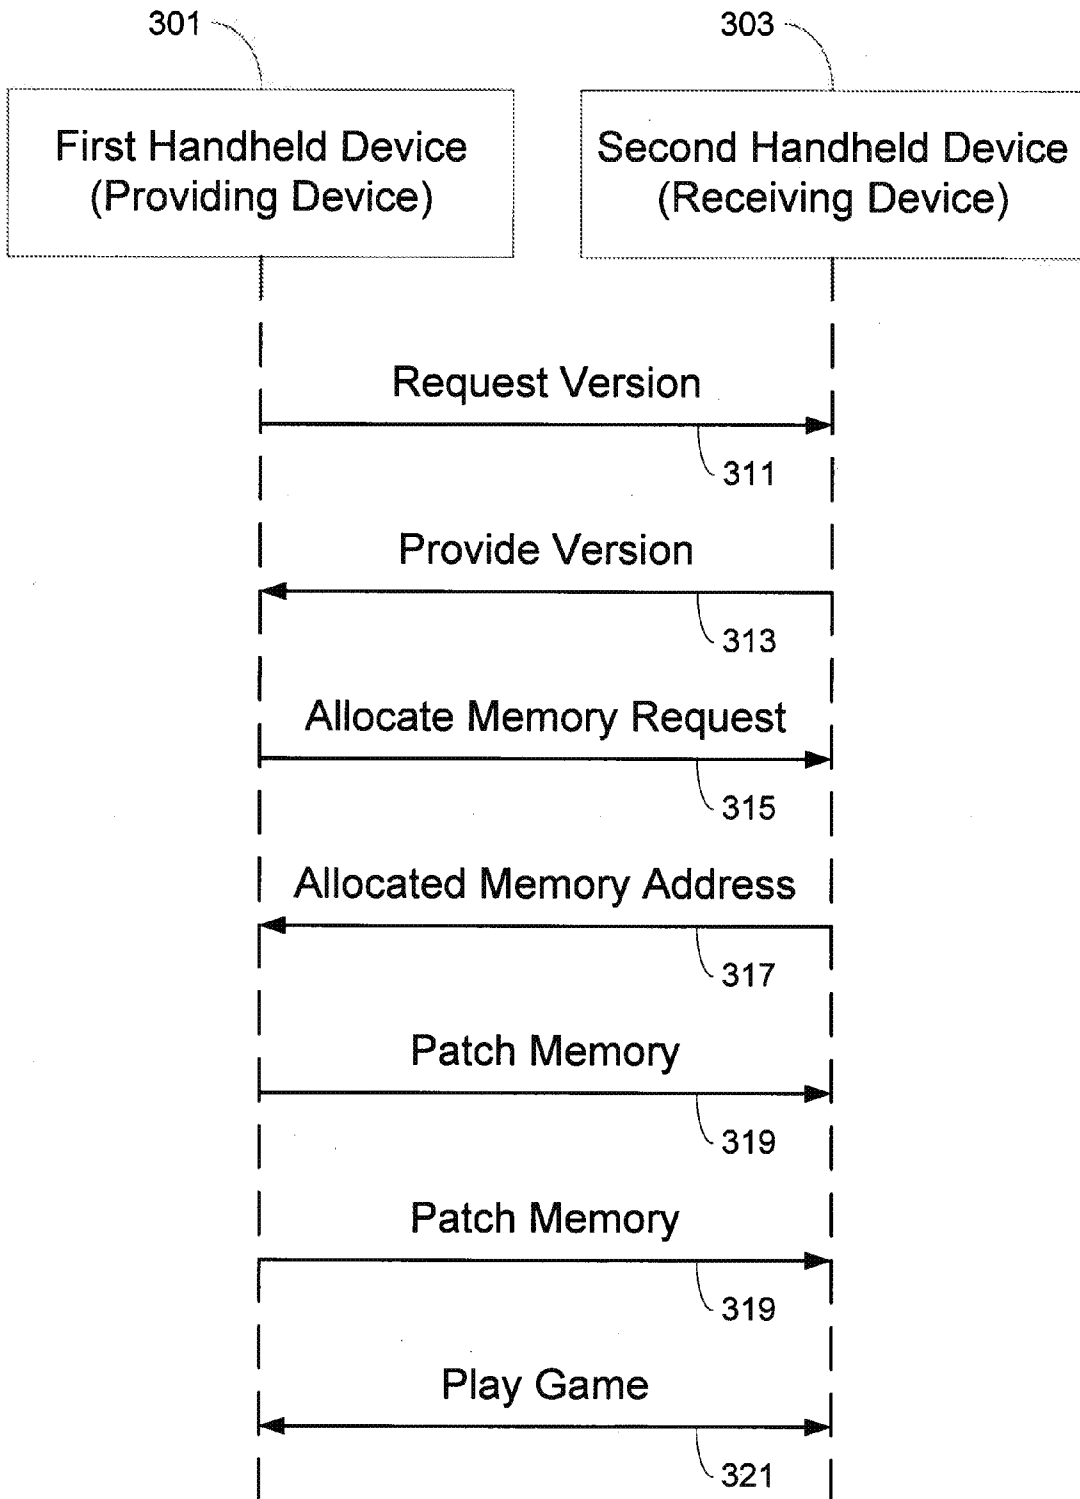 301
303
First Handheld Device
(Providing Device)
Second Handheld Device
(Receiving Device)
Request Version
311
Provide Version
313
Allocate Memory Request
315
Allocated Memory Address
317
Patch Memory
319
Patch Memory
319
Play Game
321